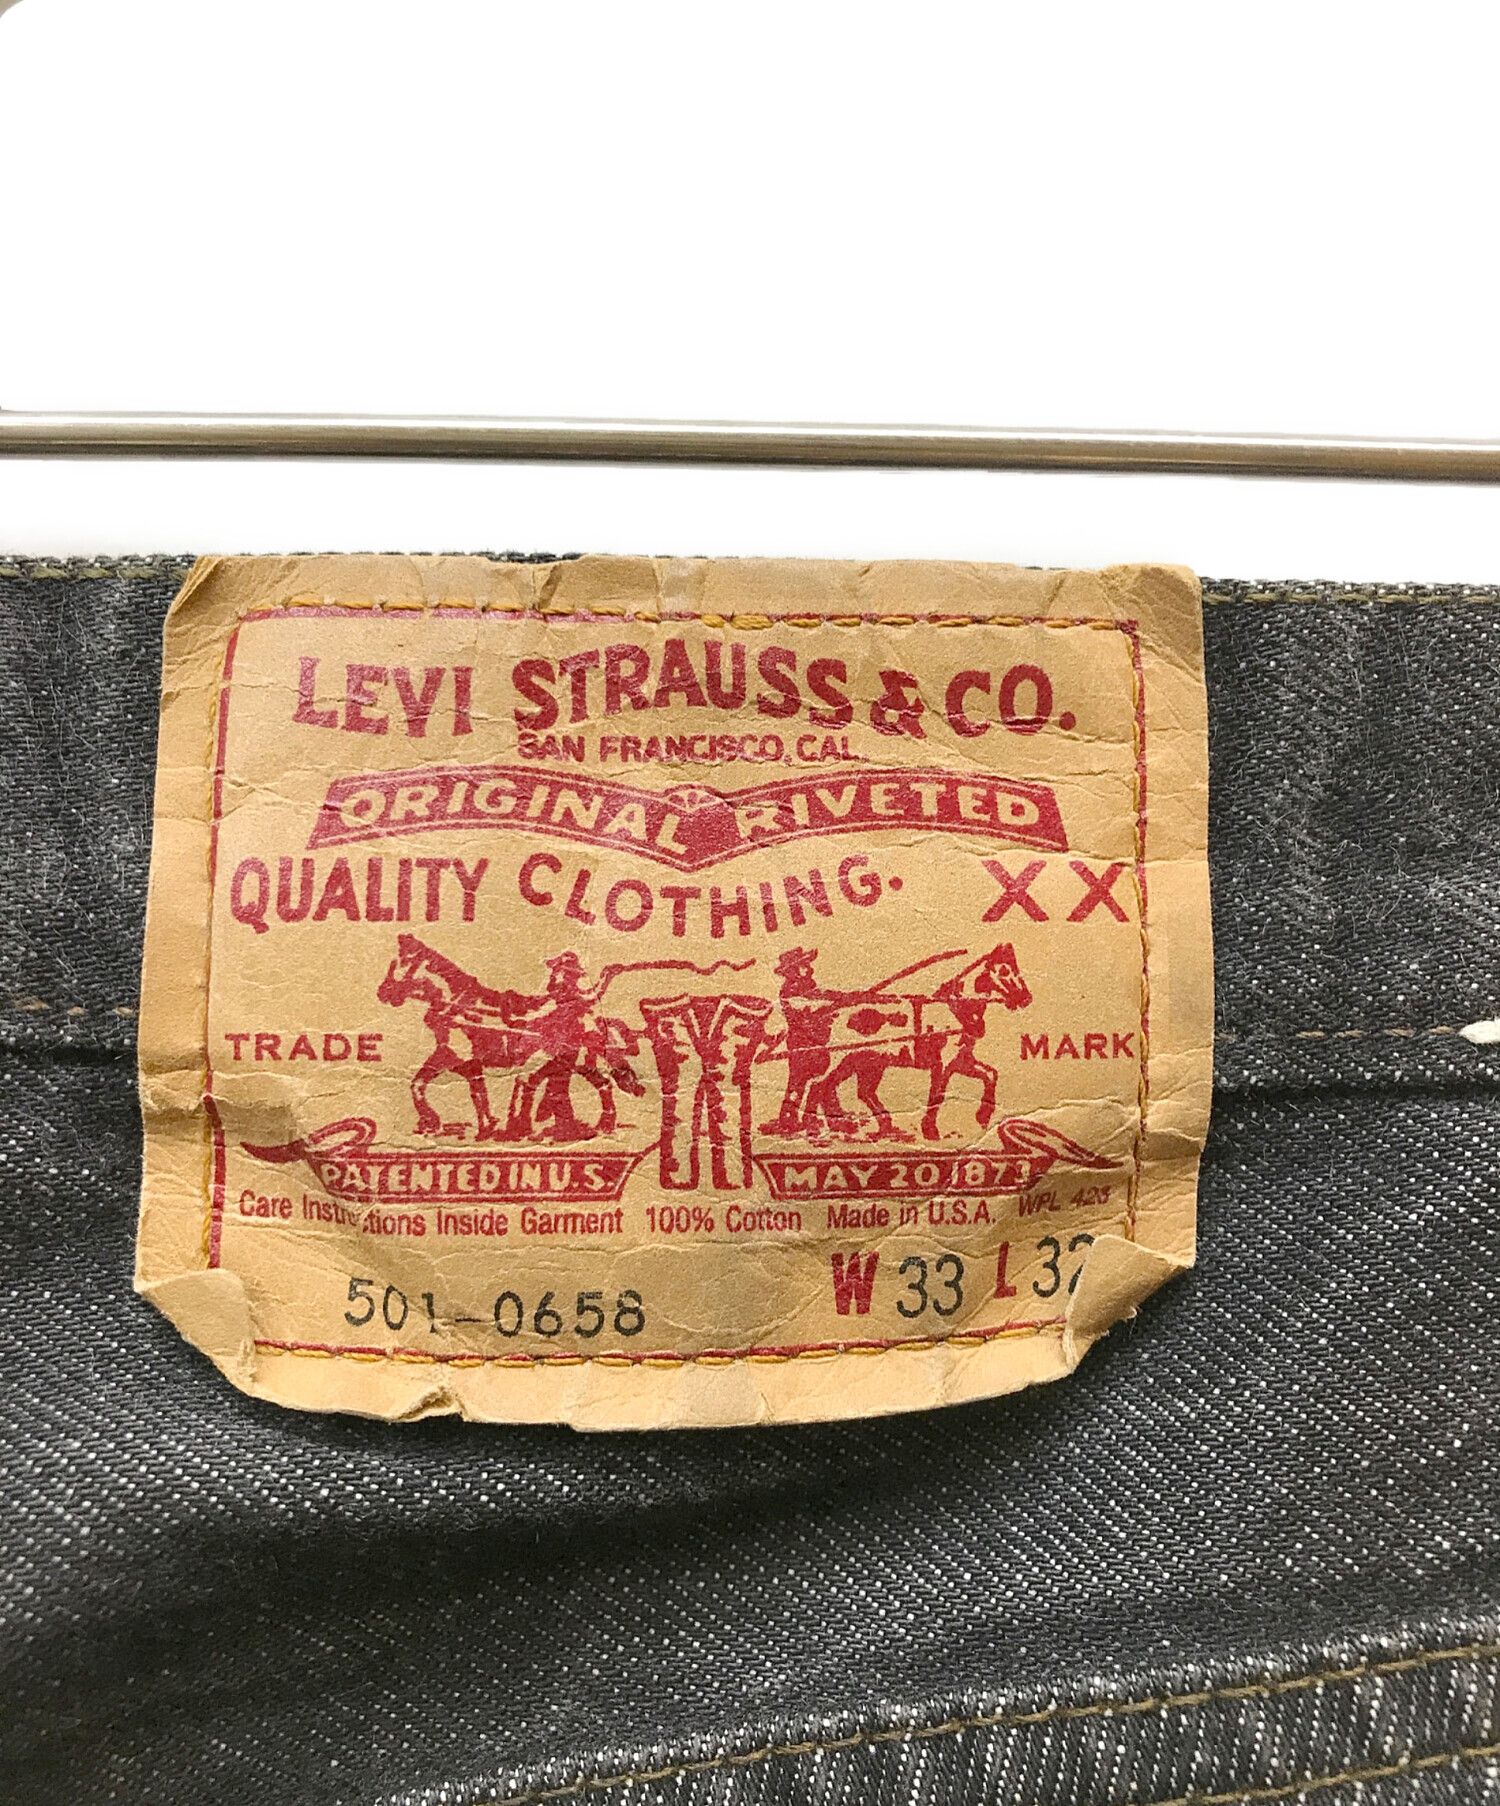 LEVI STRAUSS & CO.
SAN FRANCISCO, CAL.
ORIGINAL RIVETED
QUALITY CLOTHING. XX
TRADE MARK
PATENTED IN U.S. MAY 20 1873
Care Instructions Inside Garment 100% Cotton Made in U.S.A. WPL 423
501-0658 W 33 L 32